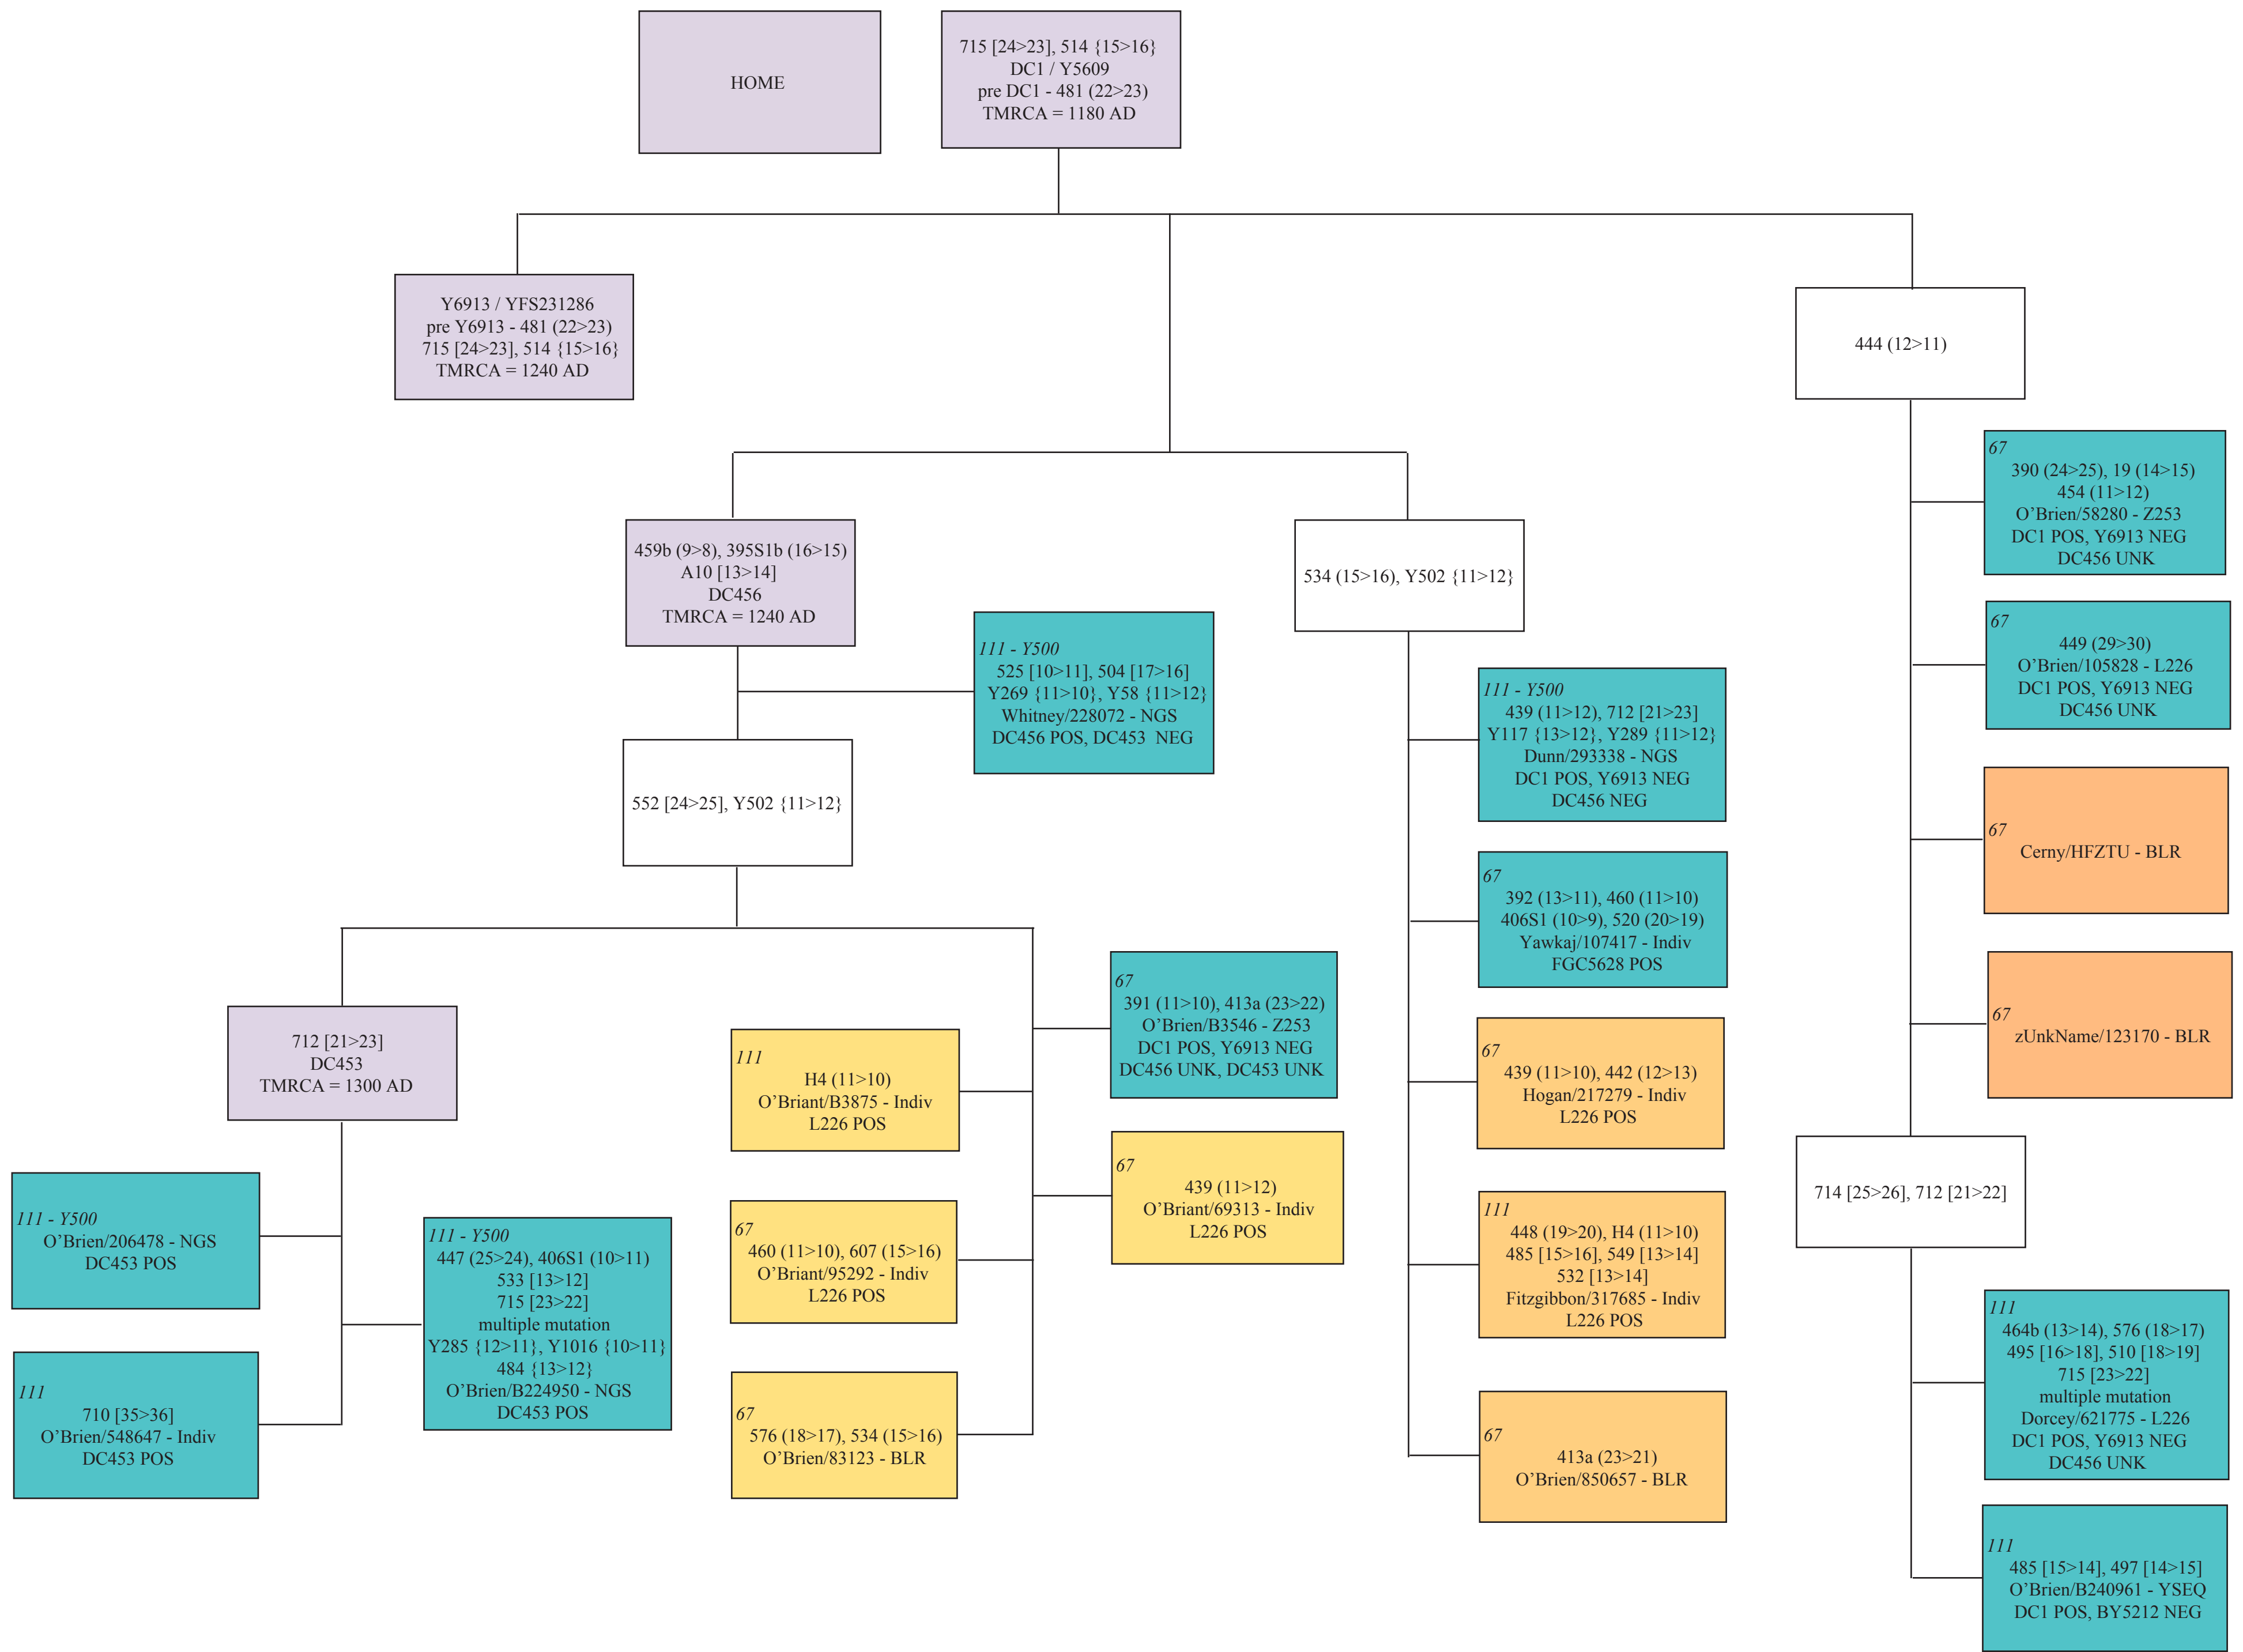 HOME
715 [24>23], 514 {15>16}
DC1 / Y5609
pre DC1 - 481 (22>23)
TMRCA = 1180 AD
Y6913 / YFS231286
pre Y6913 - 481 (22>23)
715 [24>23], 514 {15>16}
TMRCA = 1240 AD
444 (12>11)
67
390 (24>25), 19 (14>15)
454 (11>12)
O’Brien/58280 - Z253
DC1 POS, Y6913 NEG
DC456 UNK
459b (9>8), 395S1b (16>15)
A10 [13>14]
DC456
TMRCA = 1240 AD
534 (15>16), Y502 {11>12}
111 - Y500
525 [10>11], 504 [17>16]
Y269 {11>10}, Y58 {11>12}
Whitney/228072 - NGS
DC456 POS, DC453  NEG
67
449 (29>30)
O’Brien/105828 - L226
DC1 POS, Y6913 NEG
DC456 UNK
111 - Y500
439 (11>12), 712 [21>23]
Y117 {13>12}, Y289 {11>12}
Dunn/293338 - NGS
DC1 POS, Y6913 NEG
DC456 NEG
552 [24>25], Y502 {11>12}
67
Cerny/HFZTU - BLR
67
392 (13>11), 460 (11>10)
406S1 (10>9), 520 (20>19)
Yawkaj/107417 - Indiv
FGC5628 POS
67
391 (11>10), 413a (23>22)
O’Brien/B3546 - Z253
DC1 POS, Y6913 NEG
DC456 UNK, DC453 UNK
67
zUnkName/123170 - BLR
712 [21>23]
DC453
TMRCA = 1300 AD
111
H4 (11>10)
O’Briant/B3875 - Indiv
L226 POS
67
439 (11>10), 442 (12>13)
Hogan/217279 - Indiv
L226 POS
67
439 (11>12)
O’Briant/69313 - Indiv
L226 POS
714 [25>26], 712 [21>22]
111 - Y500
O’Brien/206478 - NGS
DC453 POS
111 - Y500
447 (25>24), 406S1 (10>11)
533 [13>12]
715 [23>22]
multiple mutation
Y285 {12>11}, Y1016 {10>11}
484 {13>12}
O’Brien/B224950 - NGS
DC453 POS
67
460 (11>10), 607 (15>16)
O’Briant/95292 - Indiv
L226 POS
111
448 (19>20), H4 (11>10)
485 [15>16], 549 [13>14]
532 [13>14]
Fitzgibbon/317685 - Indiv
L226 POS
111
464b (13>14), 576 (18>17)
495 [16>18], 510 [18>19]
715 [23>22]
multiple mutation
Dorcey/621775 - L226
DC1 POS, Y6913 NEG
DC456 UNK
111
710 [35>36]
O’Brien/548647 - Indiv
DC453 POS
67
576 (18>17), 534 (15>16)
O’Brien/83123 - BLR
67
413a (23>21)
O’Brien/850657 - BLR
111
485 [15>14], 497 [14>15]
O’Brien/B240961 - YSEQ
DC1 POS, BY5212 NEG